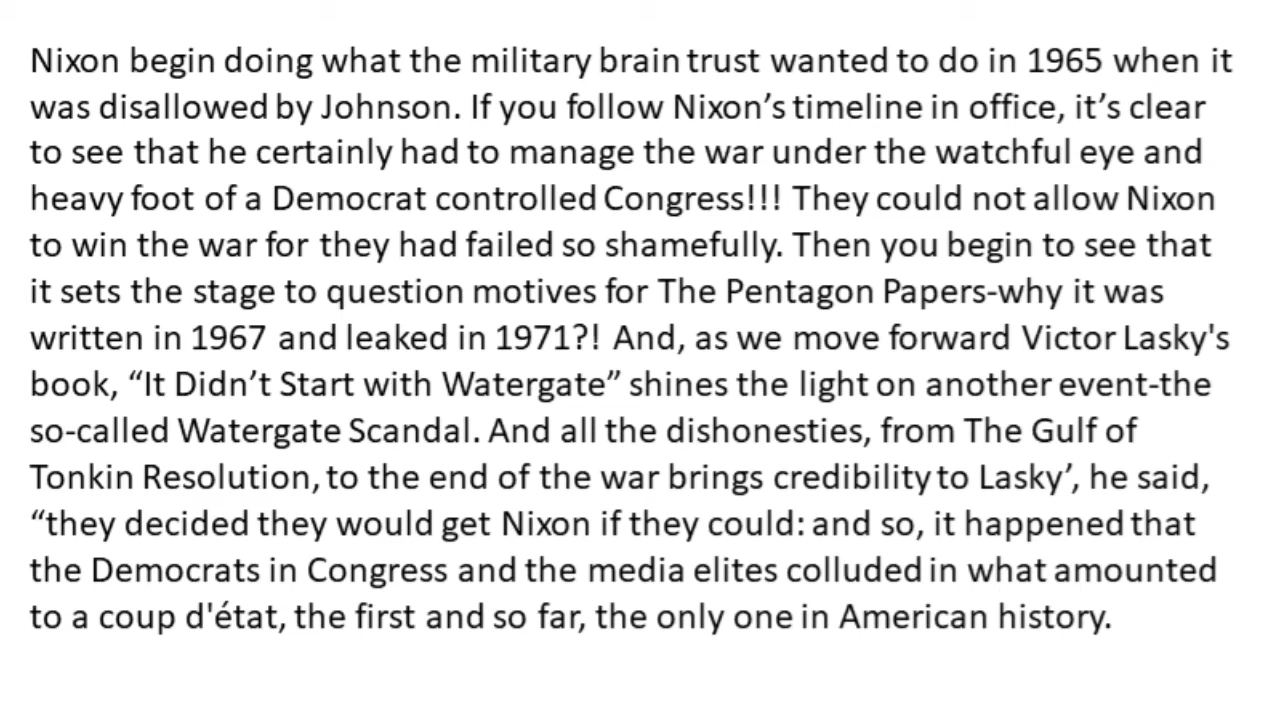 Nixon begin doing what the military brain trust wanted to do in 1965 when it
was disallowed by Johnson. If you follow Nixon’s timeline in office, it’s clear
to see that he certainly had to manage the war under the watchful eye and
heavy foot of a Democrat controlled Congress!!! They could not allow Nixon
to win the war for they had failed so shamefully. Then you begin to see that
it sets the stage to question motives for The Pentagon Papers-why it was
written in 1967 and leaked in 1971?! And, as we move forward Victor Lasky's
book, “It Didn’t Start with Watergate” shines the light on another event-the
so-called Watergate Scandal. And all the dishonesties, from The Gulf of
Tonkin Resolution, to the end of the war brings credibility to Lasky’, he said,
“they decided they would get Nixon if they could: and so, it happened that
the Democrats in Congress and the media elites colluded in what amounted
to a coup d'état, the first and so far, the only one in American history.